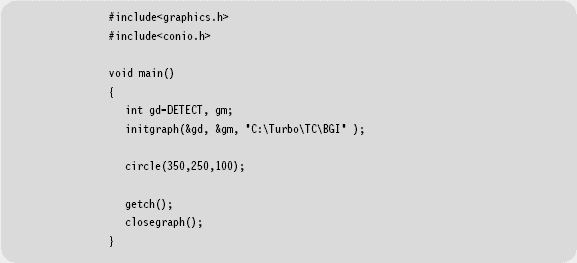 #include<graphics.h>
#include<conio.h>
void main()
{
int gd=DETECT, gm;
initgraph(&gd, &gm, "C:\Turbo\TC\BGI" );
circle(350,250,100);
getch();
closegraph();
}